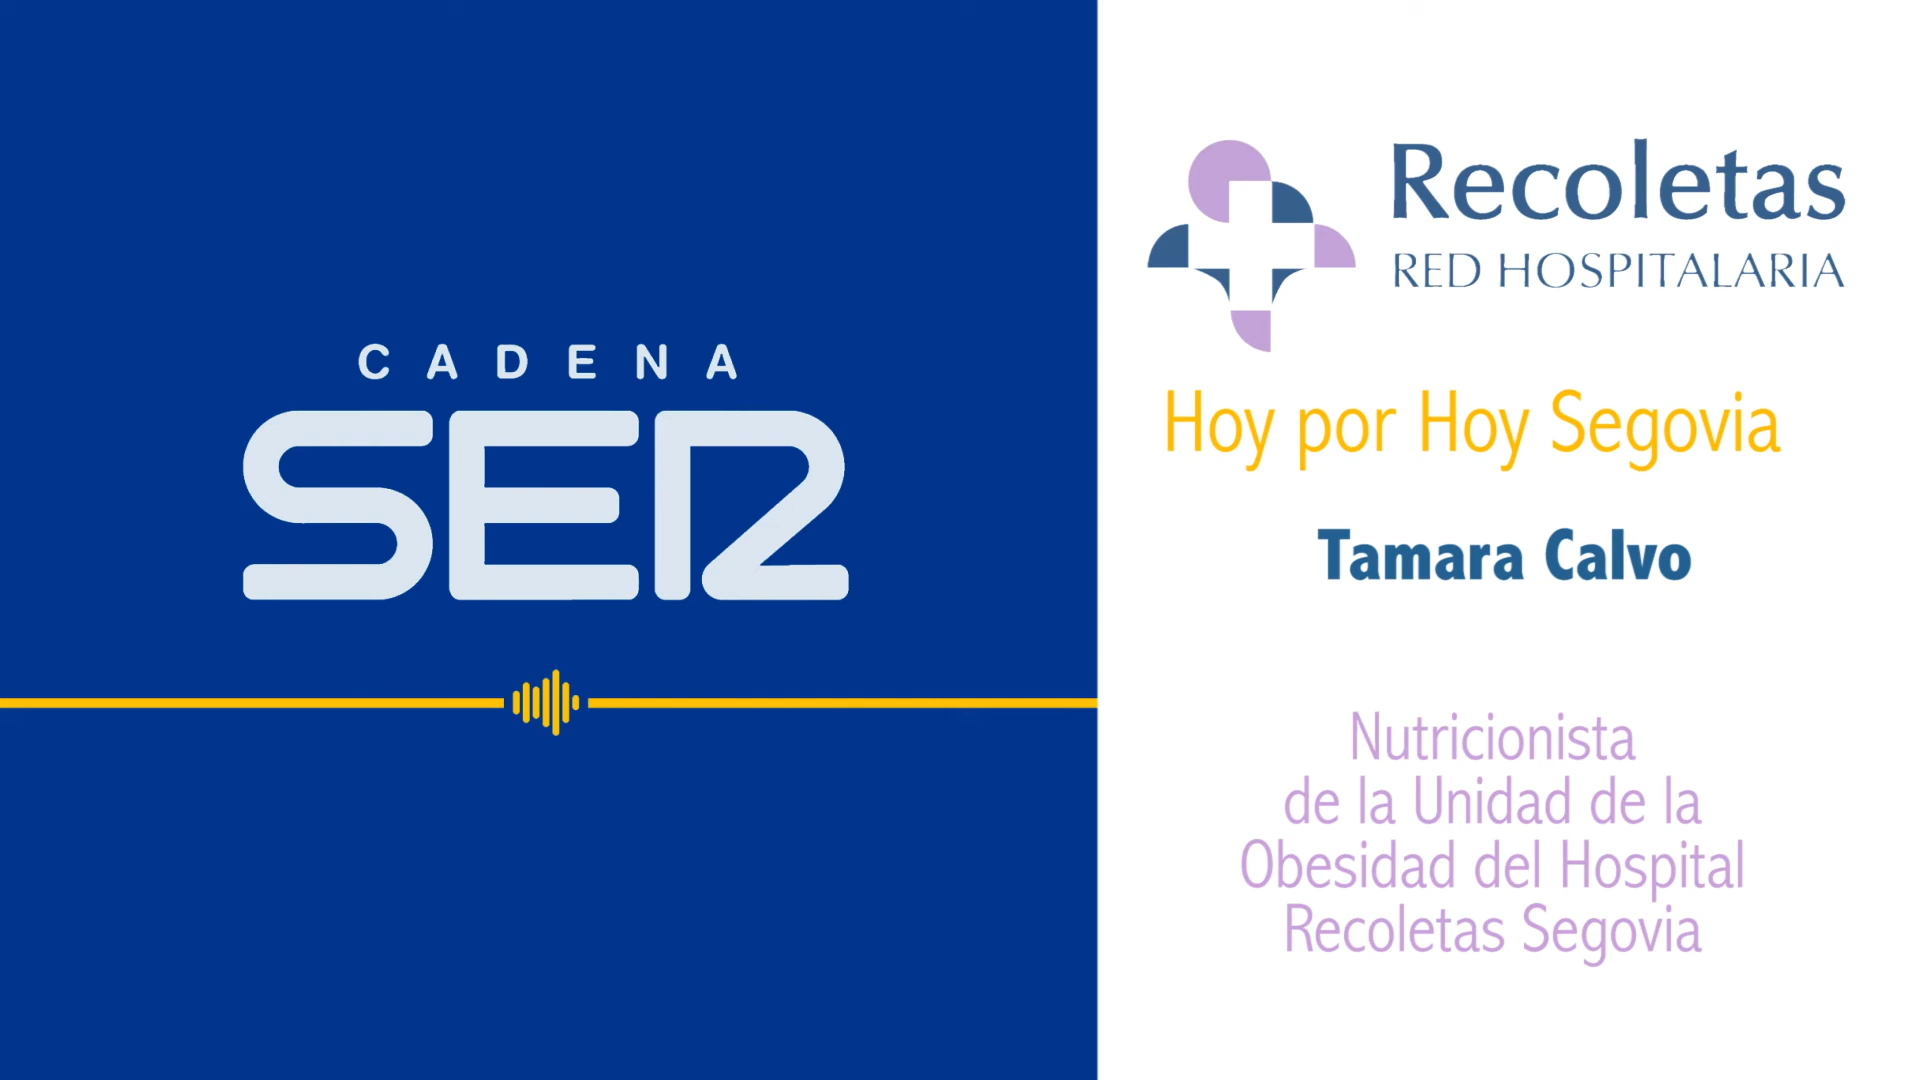 CADENA
SER
Recoletas
RED HOSPITALARIA
Hoy por Hoy Segovia
Tamara Calvo
Nutricionista
de la Unidad de la
Obesidad del Hospital
Recoletas Segovia